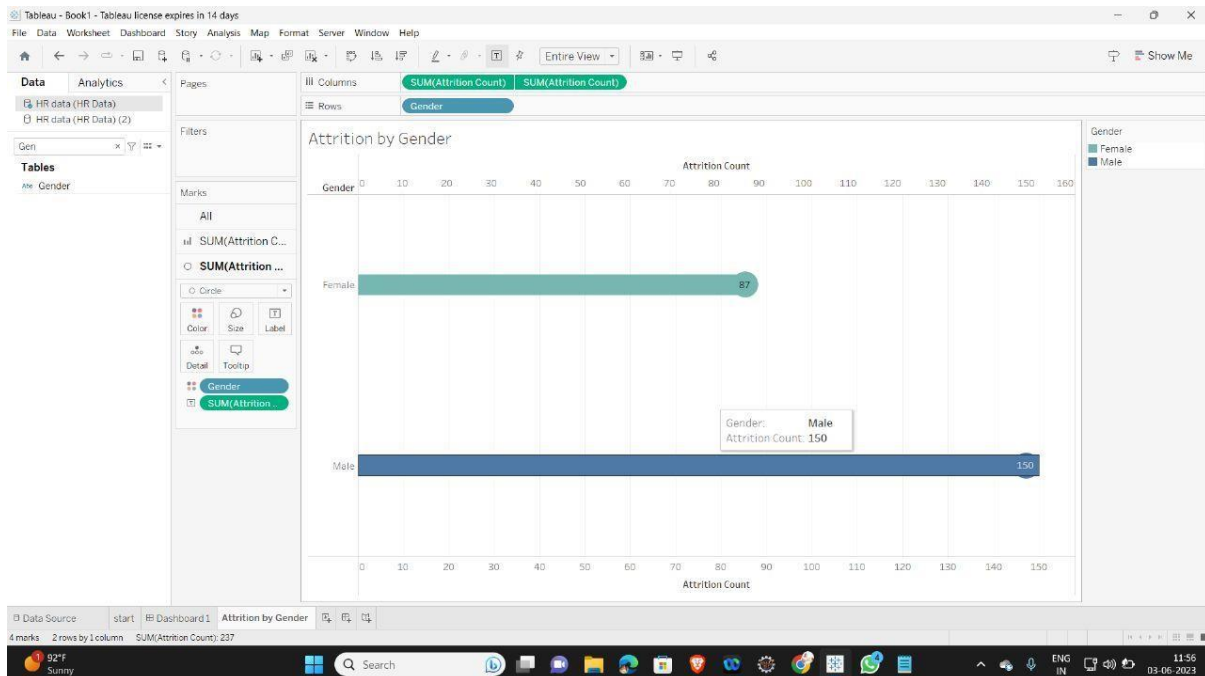 Tableau - Book1 - Tableau license expires in 14 days
File Data Worksheet Dashboard Story Analysis Map Format Server Window Help
Entire View
Show Me
Data Analytics
HR data (HR Data)
HR data (HR Data) (2)
Gen
Tables
Abc Gender
Pages
Filters
Marks
All
SUM(Attrition C...
SUM(Attrition ...
Circle
Color Size Label
Detail Tooltip
Gender
SUM(Attrition ..
Columns SUM(Attrition Count) SUM(Attrition Count)
Rows Gender
Attrition by Gender
Attrition Count
Gender 0 10 20 30 40 50 60 70 80 90 100 110 120 130 140 150 160
Female 87
Gender: Male
Attrition Count: 150
Male 150
0 10 20 30 40 50 60 70 80 90 100 110 120 130 140 150
Attrition Count
Gender
Female
Male
Data Source start Dashboard 1 Attrition by Gender
4 marks 2 rows by 1 column SUM(Attrition Count): 237
1
92°F
Sunny
Search
ENG
IN
11:56
03-06-2023